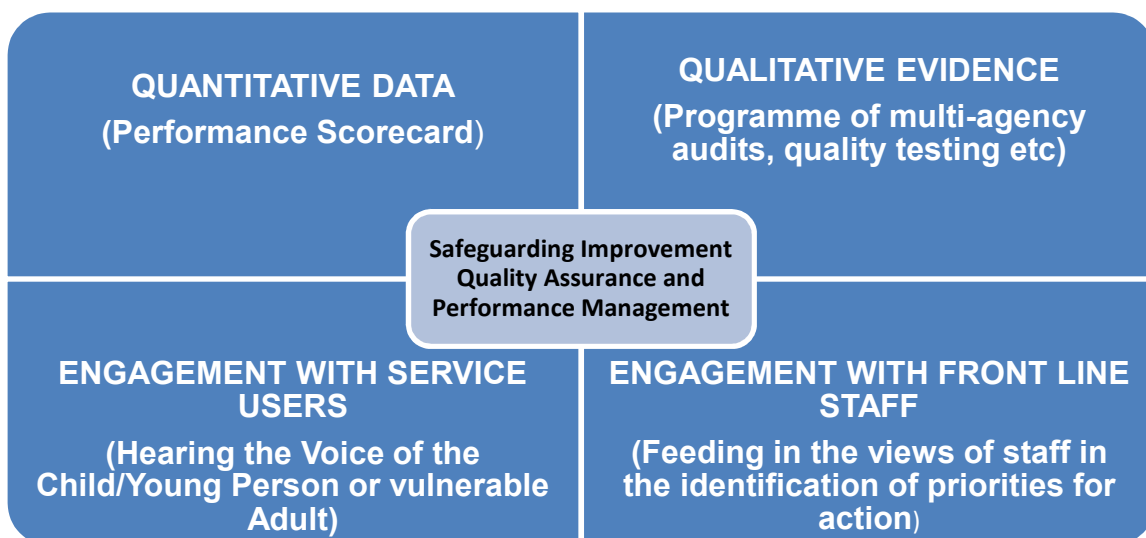 QUANTITATIVE DATA
(Performance Scorecard)
QUALITATIVE EVIDENCE
(Programme of multi-agency
audits, quality testing etc)
Safeguarding Improvement
Quality Assurance and
Performance Management
ENGAGEMENT WITH SERVICE
USERS
(Hearing the Voice of the
Child/Young Person or vulnerable
Adult)
ENGAGEMENT WITH FRONT LINE
STAFF
(Feeding in the views of staff in
the identification of priorities for
action)